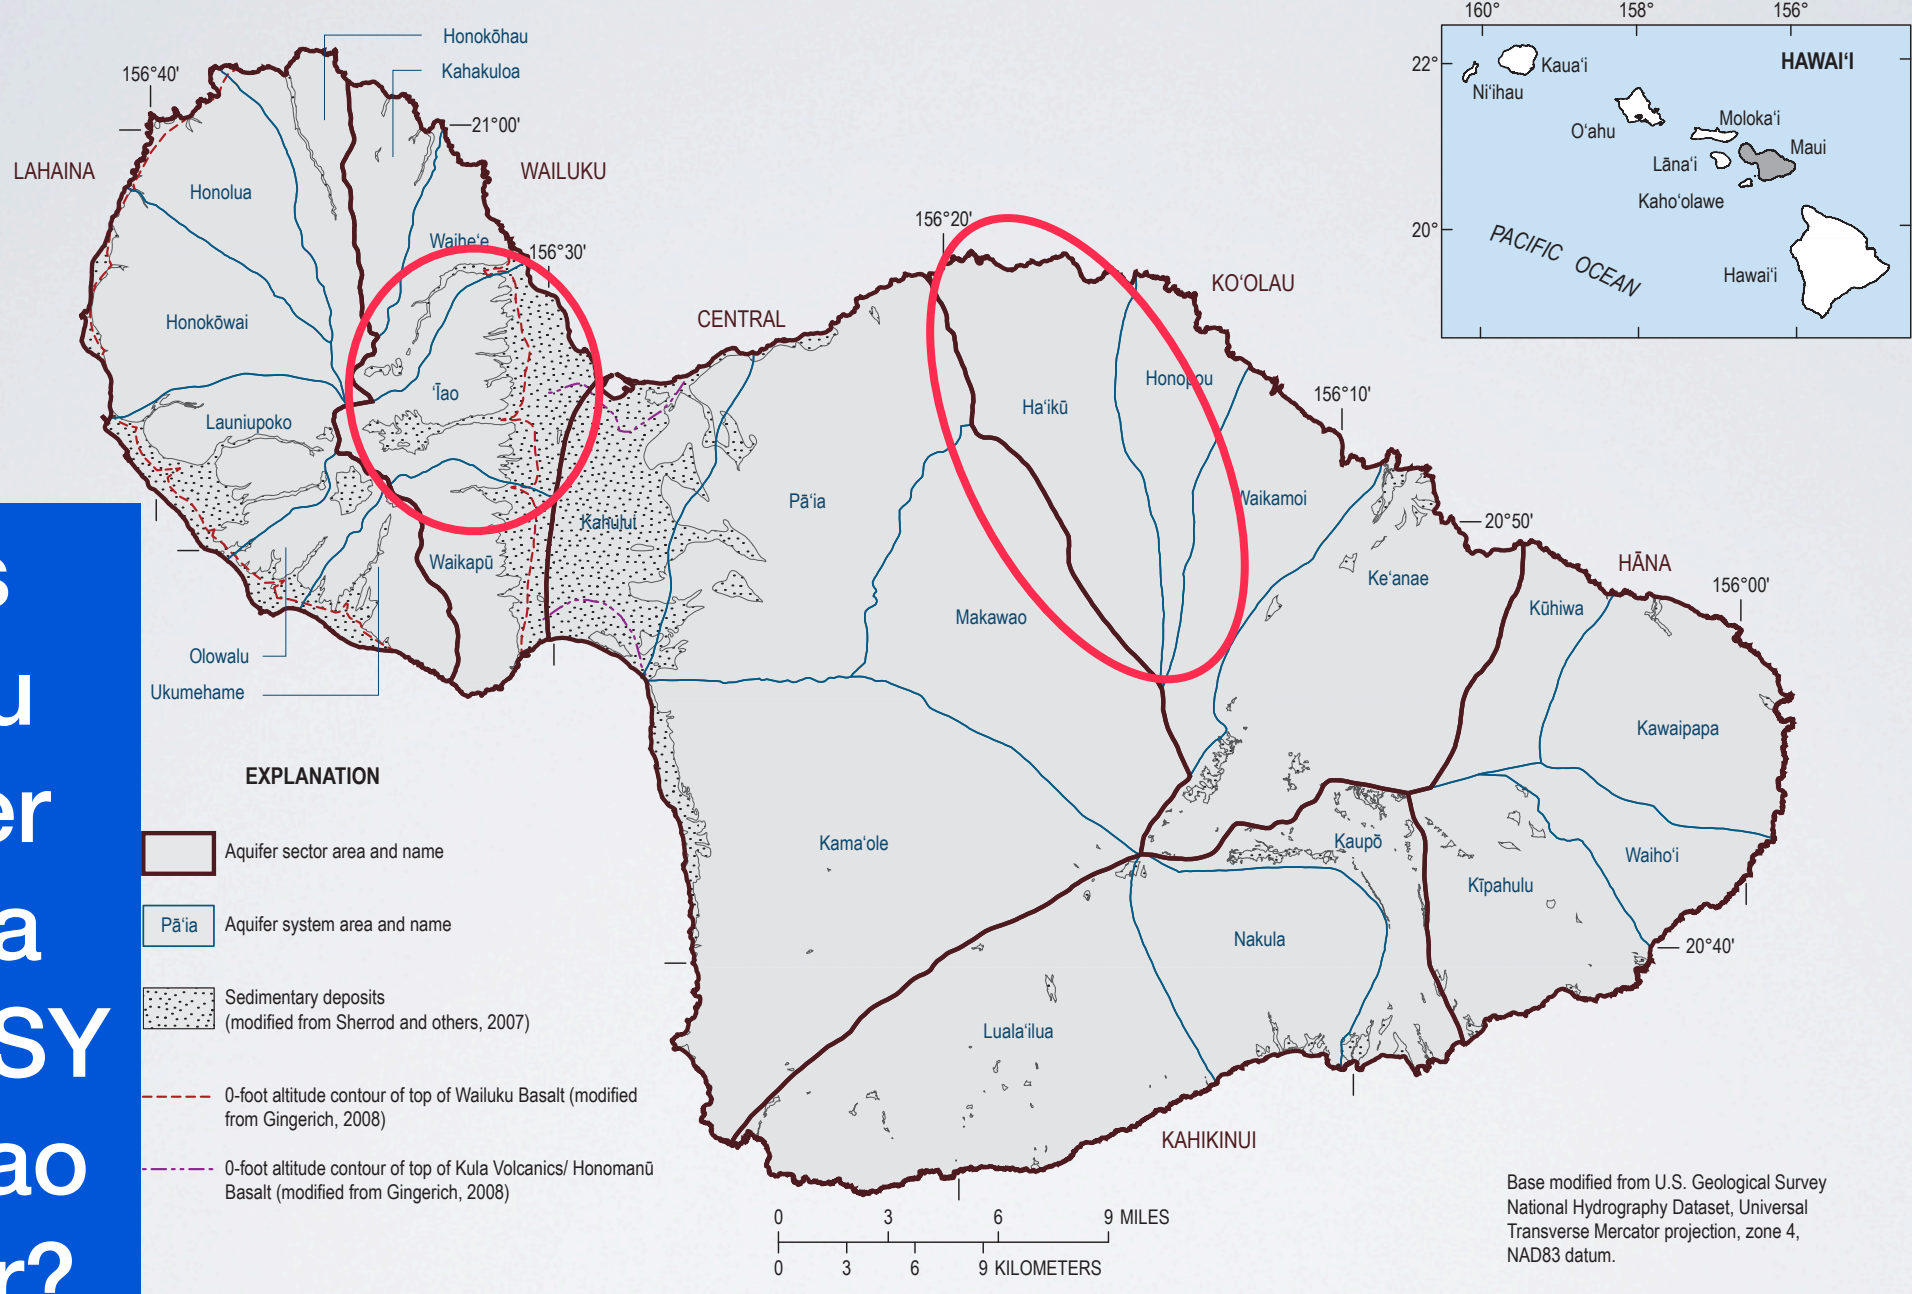 Honokōhau
Kahakuloa
156°40'
21°00'
LAHAINA
WAILUKU
Honolua
Waiheʻe
156°30'
Honokōwai
ʻĪao
Launiupoko
Waikapū
Kahului
Olowalu
Ukumehame
CENTRAL
156°20'
KOʻOLAU
Haʻikū
Honopou
156°10'
Pāʻia
Waikamoi
20°50'
Makawao
Keʻanae
HĀNA
Kūhiwa
156°00'
Kawaipapa
Kamaʻole
Kaupō
Waihoʻi
Kīpahulu
Nakula
20°40'
Lualaʻilua
KAHIKINUI
160°
158°
156°
22°
20°
HAWAIʻI
Kauaʻi
Niʻihau
Oʻahu
Molokaʻi
Lānaʻi
Maui
Kahoʻolawe
PACIFIC OCEAN
Hawaiʻi
SY
EXPLANATION
Aquifer sector area and name
Pāʻia
Aquifer system area and name
Sedimentary deposits
(modified from Sherrod and others, 2007)
0-foot altitude contour of top of Wailuku Basalt (modified
from Gingerich, 2008)
0-foot altitude contour of top of Kula Volcanics/ Honomanū
Basalt (modified from Gingerich, 2008)
0 3 6 9 MILES
0 3 6 9 KILOMETERS
Base modified from U.S. Geological Survey
National Hydrography Dataset, Universal
Transverse Mercator projection, zone 4,
NAD83 datum.